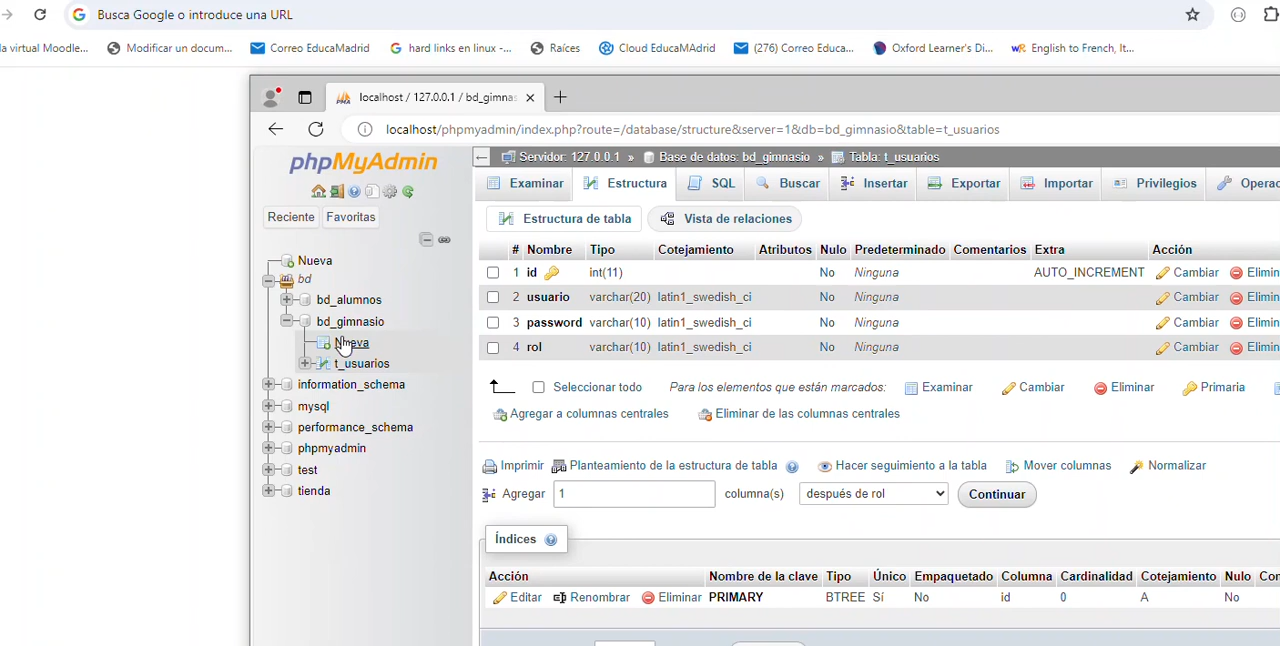 Busca Google o introduce una URL
la virtual Moodle... Modificar un docum... Correo EducaMadrid hard links en linux -... Raíces Cloud EducaMAdrid (276) Correo Educa... Oxford Learner's Di... English to French, It...
localhost / 127.0.0.1 / bd_gimnas
localhost/phpmyadmin/index.php?route=/database/structure&server=1&db=bd_gimnasio&table=t_usuarios
phpMyAdmin
Reciente Favoritas
Nueva
bd
bd_alumnos
bd_gimnasio
Nueva
t_usuarios
information_schema
mysql
performance_schema
phpmyadmin
test
tienda
Servidor: 127.0.0.1 » Base de datos: bd_gimnasio » Tabla: t_usuarios
Examinar Estructura SQL Buscar Insertar Exportar Importar Privilegios Operac
Estructura de tabla Vista de relaciones
# Nombre Tipo Cotejamiento Atributos Nulo Predeterminado Comentarios Extra Acción
1 id int(11) No Ninguna AUTO_INCREMENT Cambiar Elimin
2 usuario varchar(20) latin1_swedish_ci No Ninguna Cambiar Elimin
3 password varchar(10) latin1_swedish_ci No Ninguna Cambiar Elimin
4 rol varchar(10) latin1_swedish_ci No Ninguna Cambiar Elimin
Seleccionar todo Para los elementos que están marcados: Examinar Cambiar Eliminar Primaria
Agregar a columnas centrales Eliminar de las columnas centrales
Imprimir Planteamiento de la estructura de tabla Hacer seguimiento a la tabla Mover columnas Normalizar
Agregar 1 columna(s) después de rol Continuar
Índices
Acción Nombre de la clave Tipo Único Empaquetado Columna Cardinalidad Cotejamiento Nulo Com
Editar Renombrar Eliminar PRIMARY BTREE Sí No id 0 A No